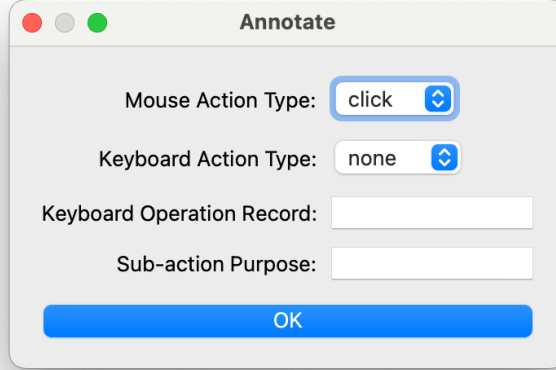 Annotate
Mouse Action Type: click
Keyboard Action Type: none
Keyboard Operation Record:
Sub-action Purpose:
OK